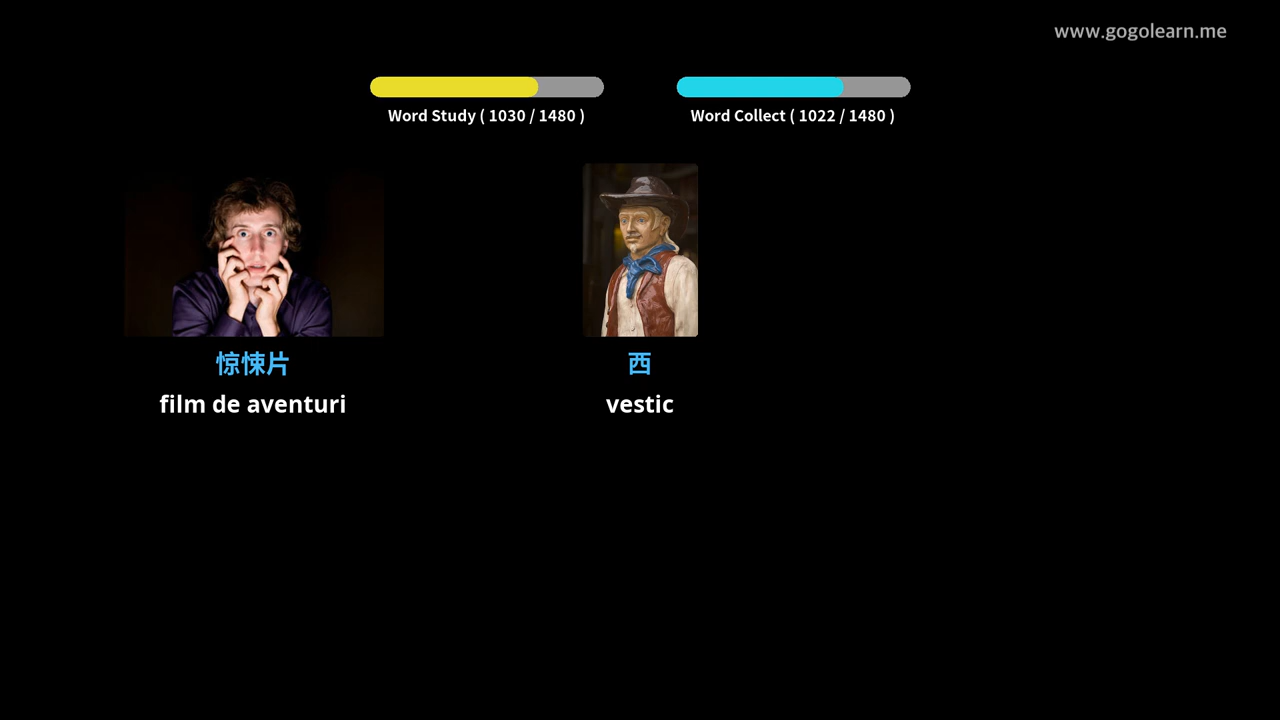 www.gogolearn.me
Word Study ( 1030 / 1480 )
Word Collect ( 1022 / 1480 )
惊悚片
film de aventuri
西
vestic